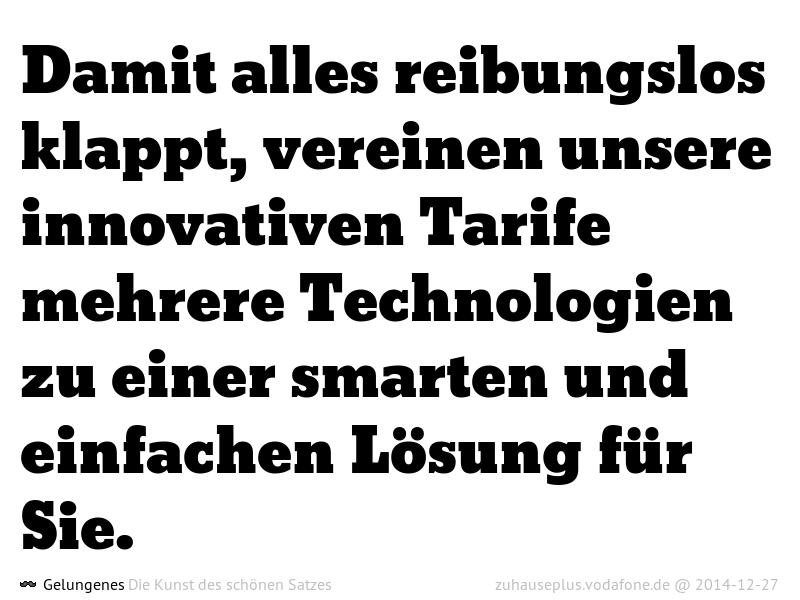 Damit alles reibungslos
klappt, vereinen unsere
innovativen Tarife
mehrere Technologien
zu einer smarten und
einfachen Lösung für
Sie.
Gelungenes Die Kunst des schönen Satzes
zuhauseplus.vodafone.de @ 2014-12-27